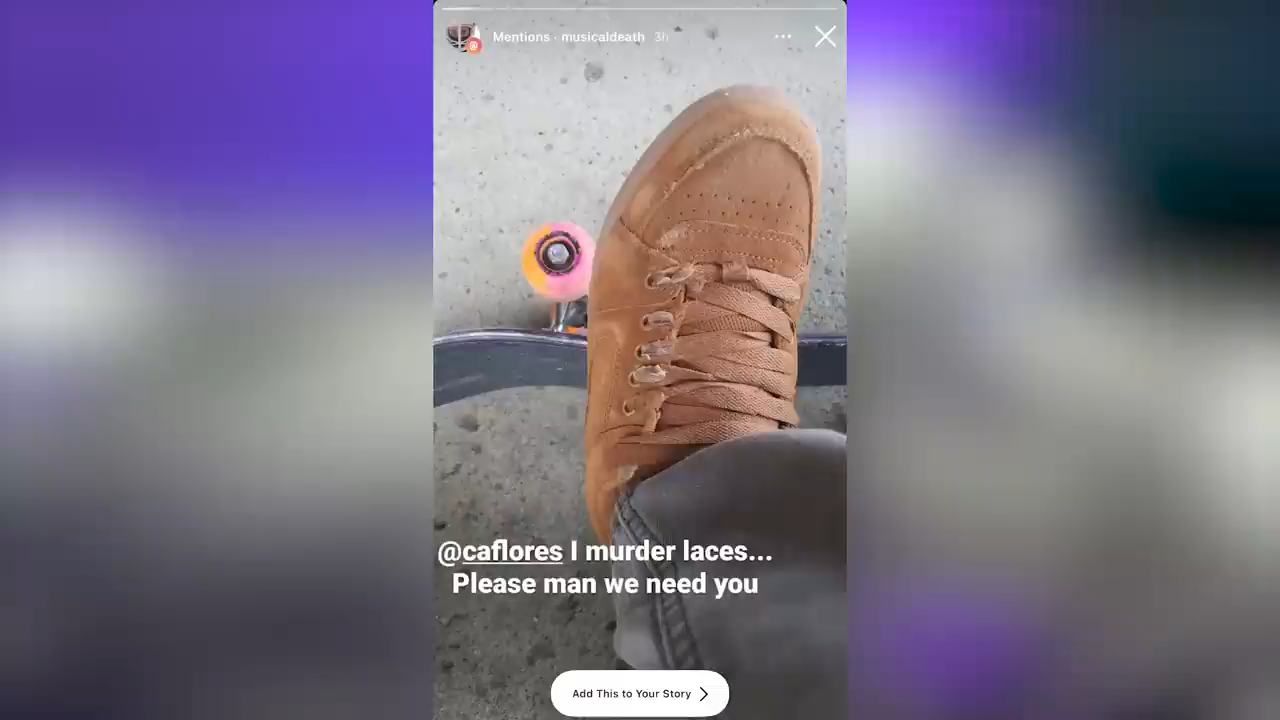 Mentions · musicaldeath 3h
@caflores I murder laces...
Please man we need you
Add This to Your Story